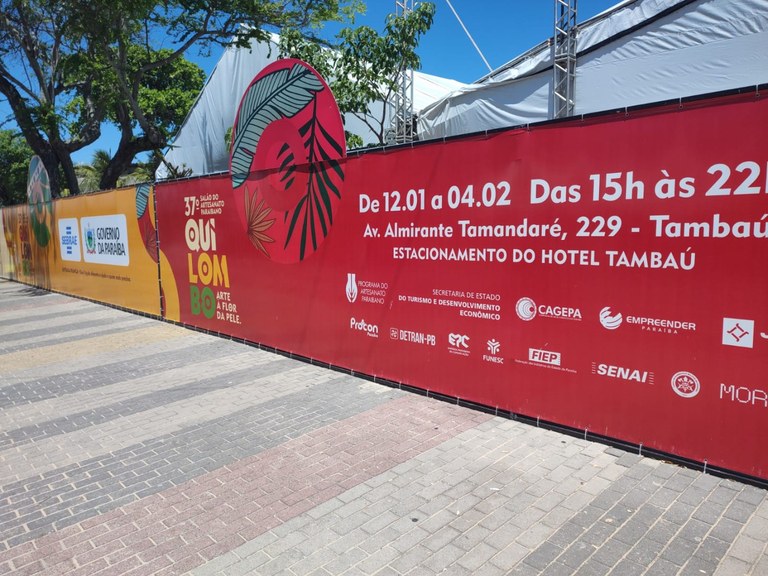 SEBRAE
GOVERNO
DA PARAÍBA
37º SALÃO DO
ARTESANATO
PARAIBANO
QUI
LOM
BO
ARTE
À FLOR
DA PELE.
De 12.01 a 04.02 Das 15h às 22
Av. Almirante Tamandaré, 229 - Tambaú
ESTACIONAMENTO DO HOTEL TAMBAÚ
PROGRAMA DO
ARTESANATO
PARAIBANO
SECRETARIA DE ESTADO
DO TURISMO E DESENVOLVIMENTO
ECONÔMICO
CAGEPA
EMPREENDER
PARAÍBA
Procon
DETRAN-PB
EPC
FUNESC
FIEP
SENAI
MOR